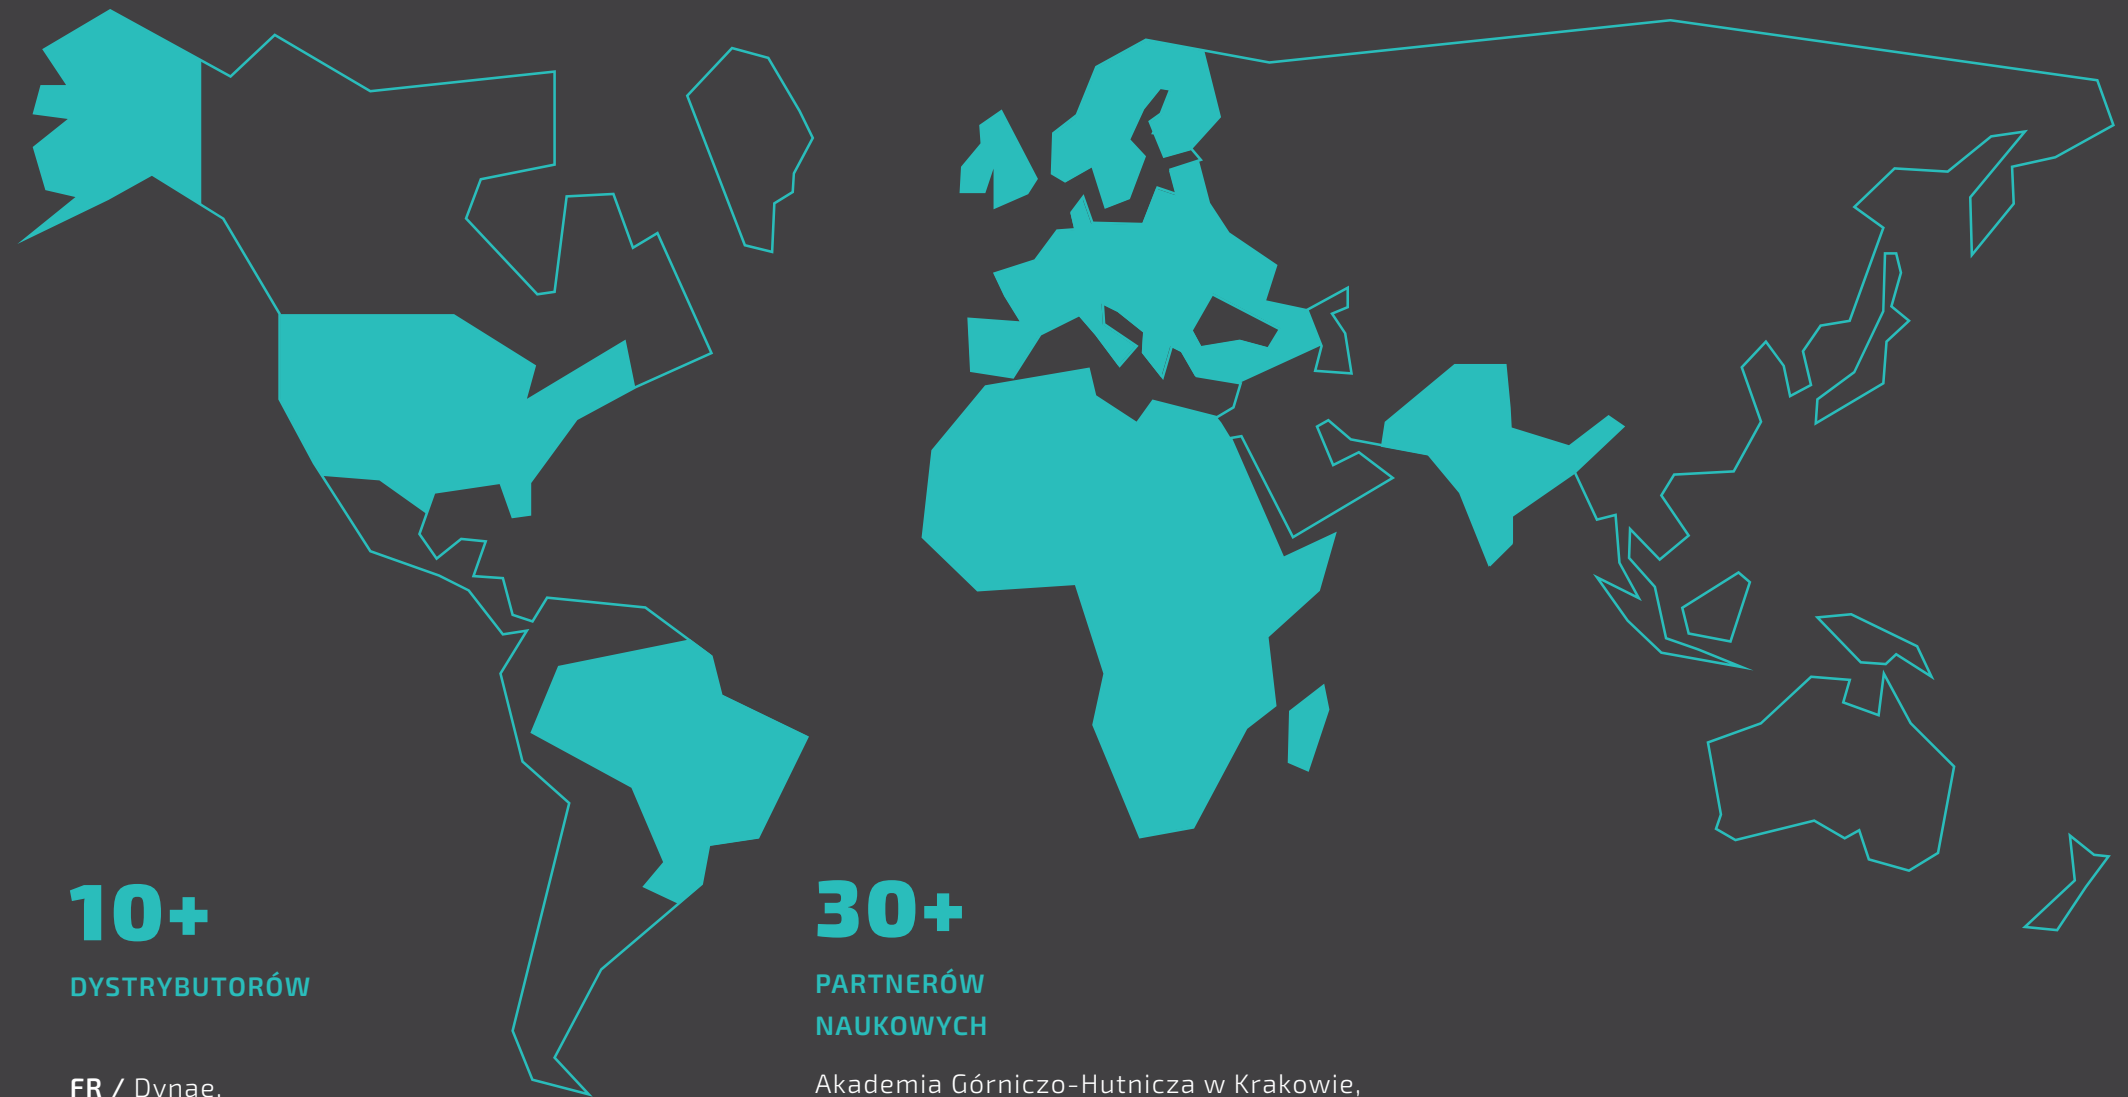 10+
DYSTRYBUTORÓW
FR / Dynae,
30+
PARTNERÓW
NAUKOWYCH
Akademia Górniczo-Hutnicza w Krakowie,